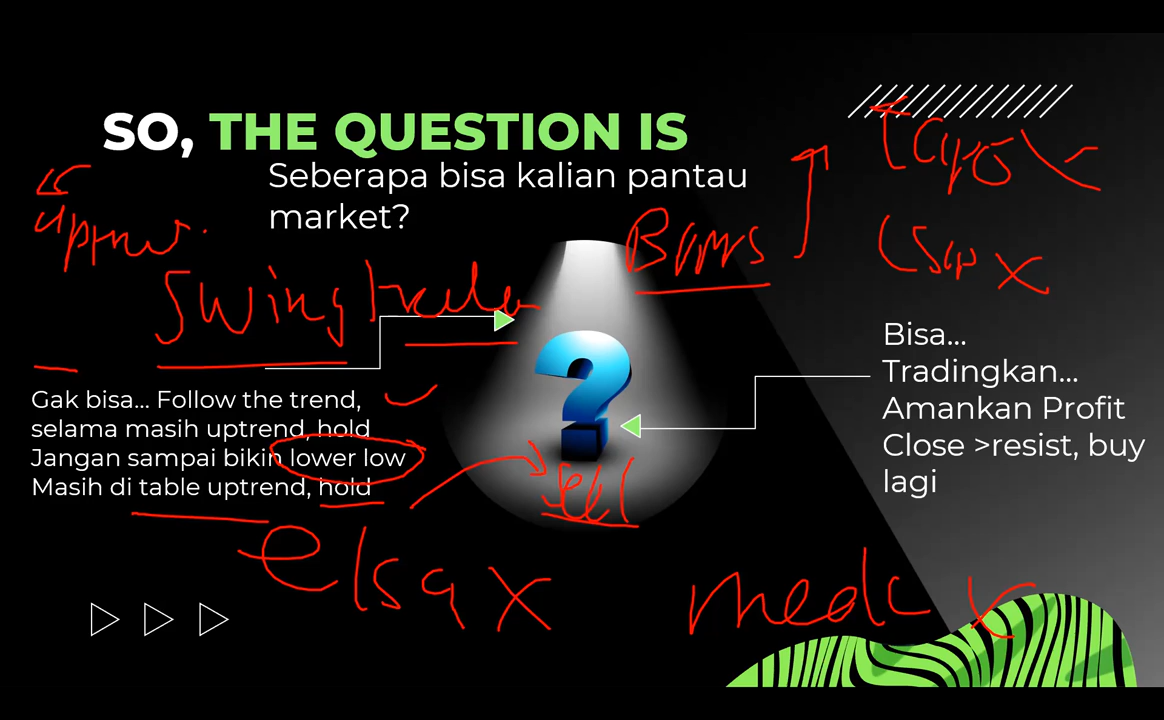 SO, THE QUESTION IS
Seberapa bisa kalian pantau
market?
swing
Gak bisa... Follow the trend,
selama masih uptrend, hold
Jangan sampai bikin lower low
Masih di table uptrend, hold
sell
Bisa...
Tradingkan...
Amankan Profit
Close >resist, buy
lagi
elsa X
medc X